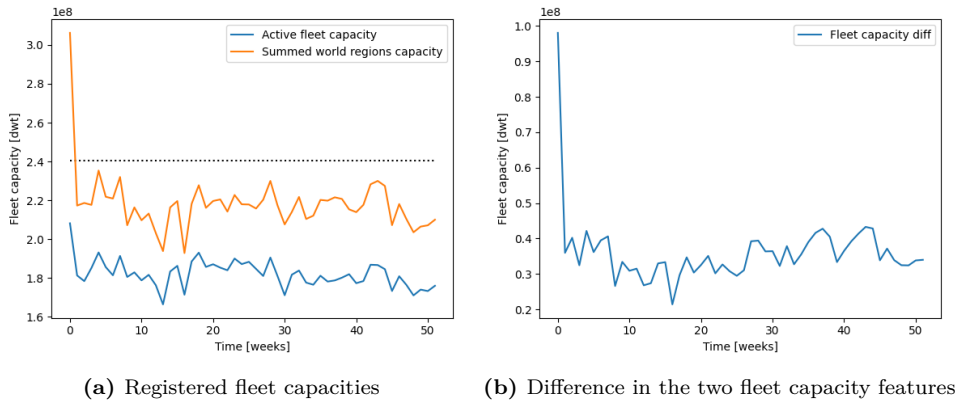 1e8
3.0
2.8
2.6
2.4
2.2
2.0
1.8
1.6
Fleet capacity [dwt]
0 10 20 30 40 50
Time [weeks]
Active fleet capacity
Summed world regions capacity
(a) Registered fleet capacities
1e8
1.0
0.9
0.8
0.7
0.6
0.5
0.4
0.3
0.2
Fleet capacity [dwt]
0 10 20 30 40 50
Time [weeks]
Fleet capacity diff
(b) Difference in the two fleet capacity features